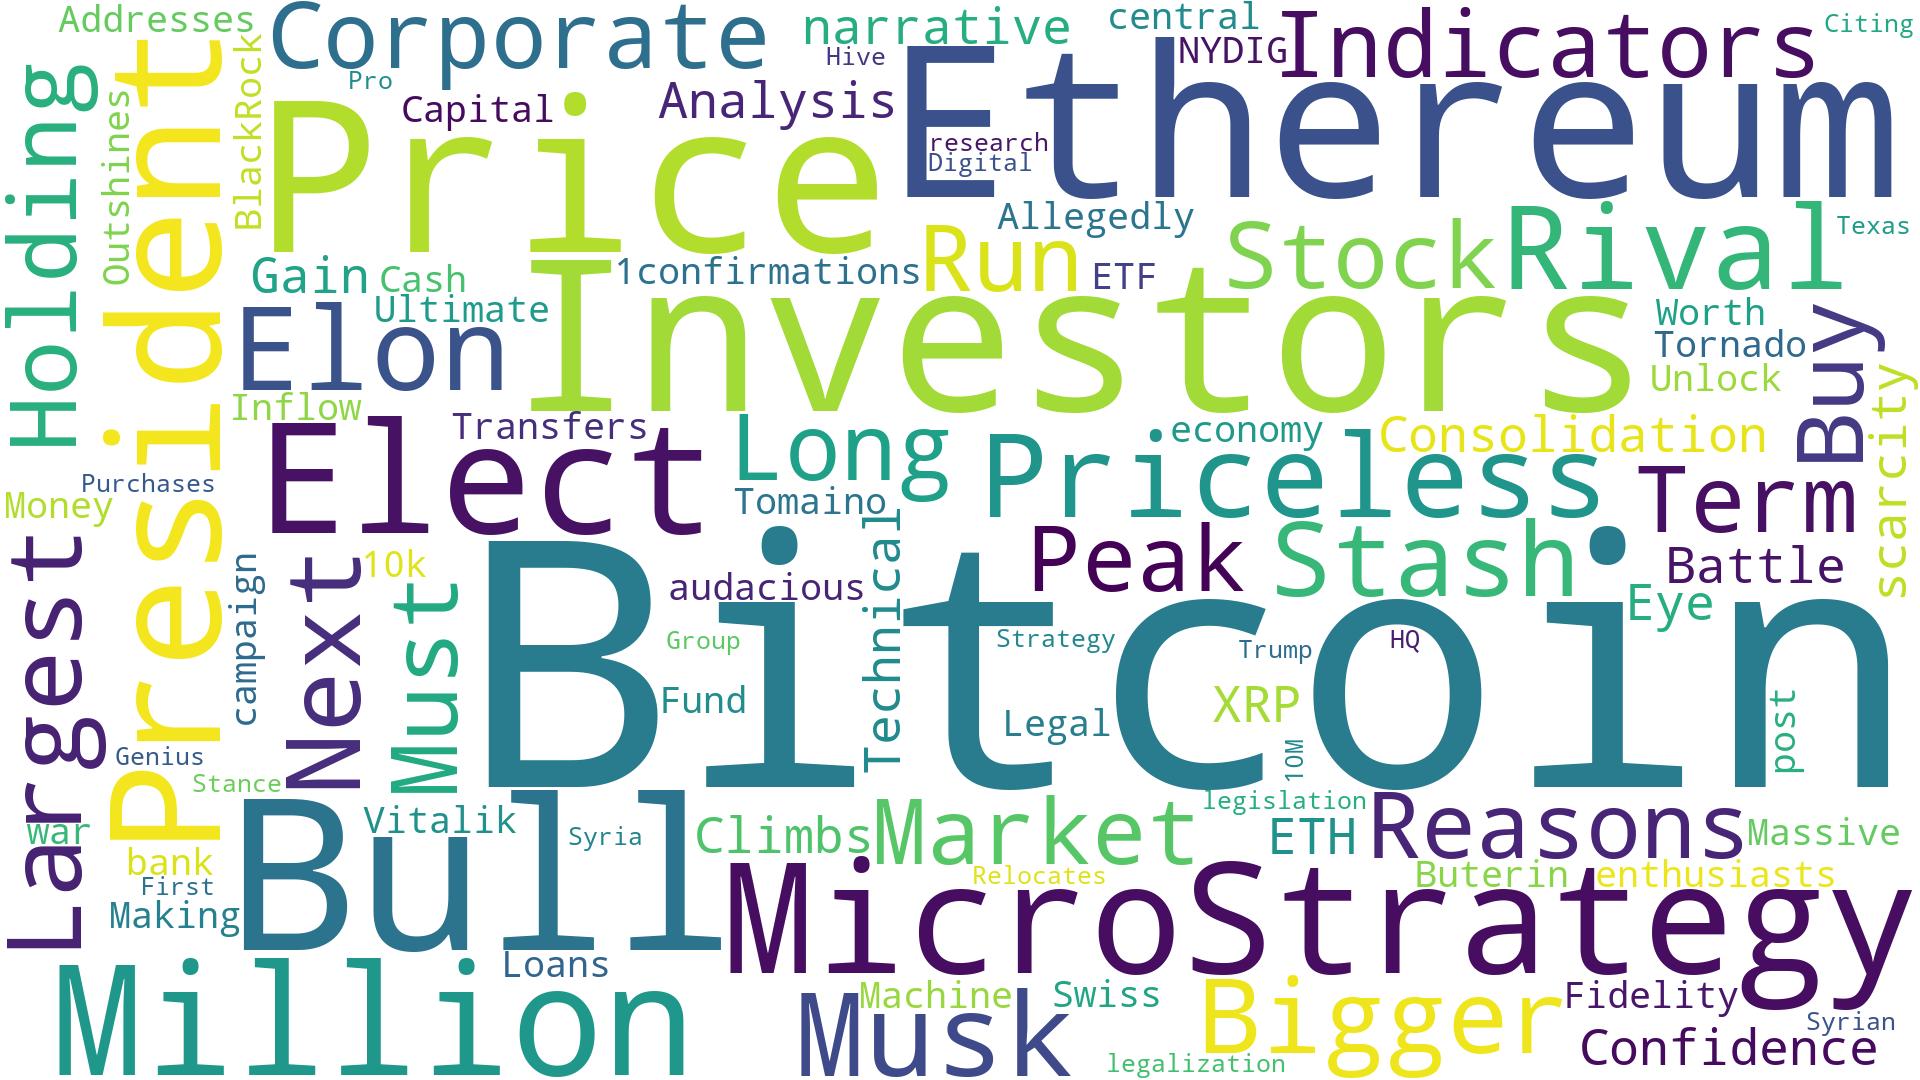 Addresses
Corporate
narrative
central
Indicators
Citing
Hive
NYDIG
Pro
President
Holding
Outshines
BlackRock
Price
Capital
Analysis
Ethereum
research
Digital
Allegedly
Run
Stock
Rival
Texas
Gain
Cash
1confirmations
ETF
Ultimate
Elon
Investors
Worth
Tornado
Unlock
Buy
scarcity
Inflow
Elect
Transfers
Long
Priceless
economy
Consolidation
Purchases
Money
Tomaino
Term
Largest
campaign
Next
10k
Must
audacious
Technical
Peak
Stash
Battle
Eye
Bitcoin
Group
Strategy
Trump
HQ
Fund
Legal
XRP
10M
post
Genius
Stance
war
bank
First
Making
Bull
Vitalik
Syria
Climbs
Market
legislation
ETH
Reasons
Massive
Relocates
Buterin
enthusiasts
MicroStrategy
Million
Loans
Musk
Machine
Swiss
Bigger
Fidelity
Syrian
Confidence
legalization